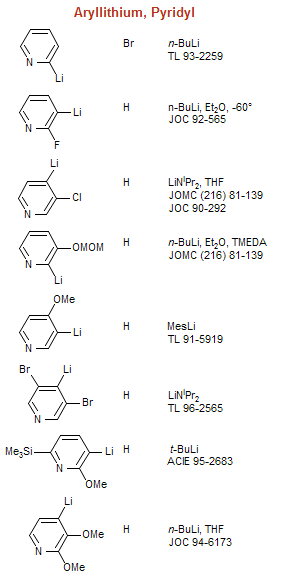 Aryllithium, Pyridyl
N
Li
Br
n-BuLi
TL 93-2259
N
Li
F
H
n-BuLi, Et₂O, -60°
JOC 92-565
Li
Cl
N
H
LiNⁱPr₂, THF
JOMC (216) 81-139
JOC 90-292
OMOM
N
Li
H
n-BuLi, Et₂O, TMEDA
JOMC (216) 81-139
OMe
Li
N
H
MesLi
TL 91-5919
Br
Li
Br
N
H
LiNⁱPr₂
TL 96-2565
Me₃Si
N
Li
OMe
H
t-BuLi
ACIE 95-2683
Li
OMe
N
OMe
H
n-BuLi, THF
JOC 94-6173